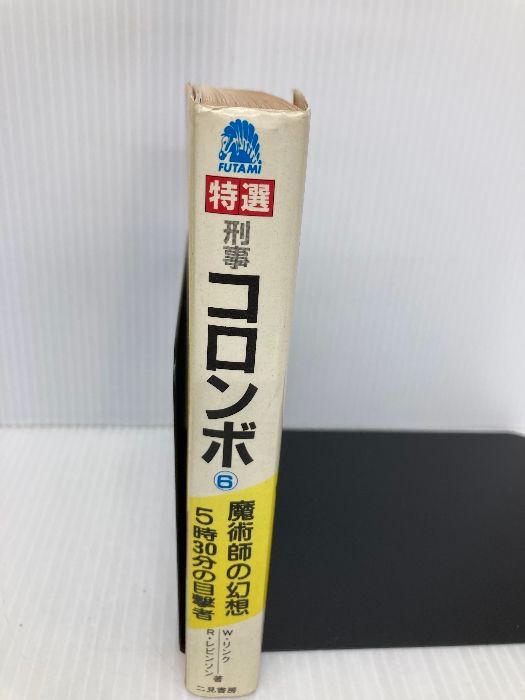 FUTAMI
特選
刑事
コロンボ
6
魔術師の幻想
5時30分の目撃者
W・リンク
R・レビンソン
著
二見書房